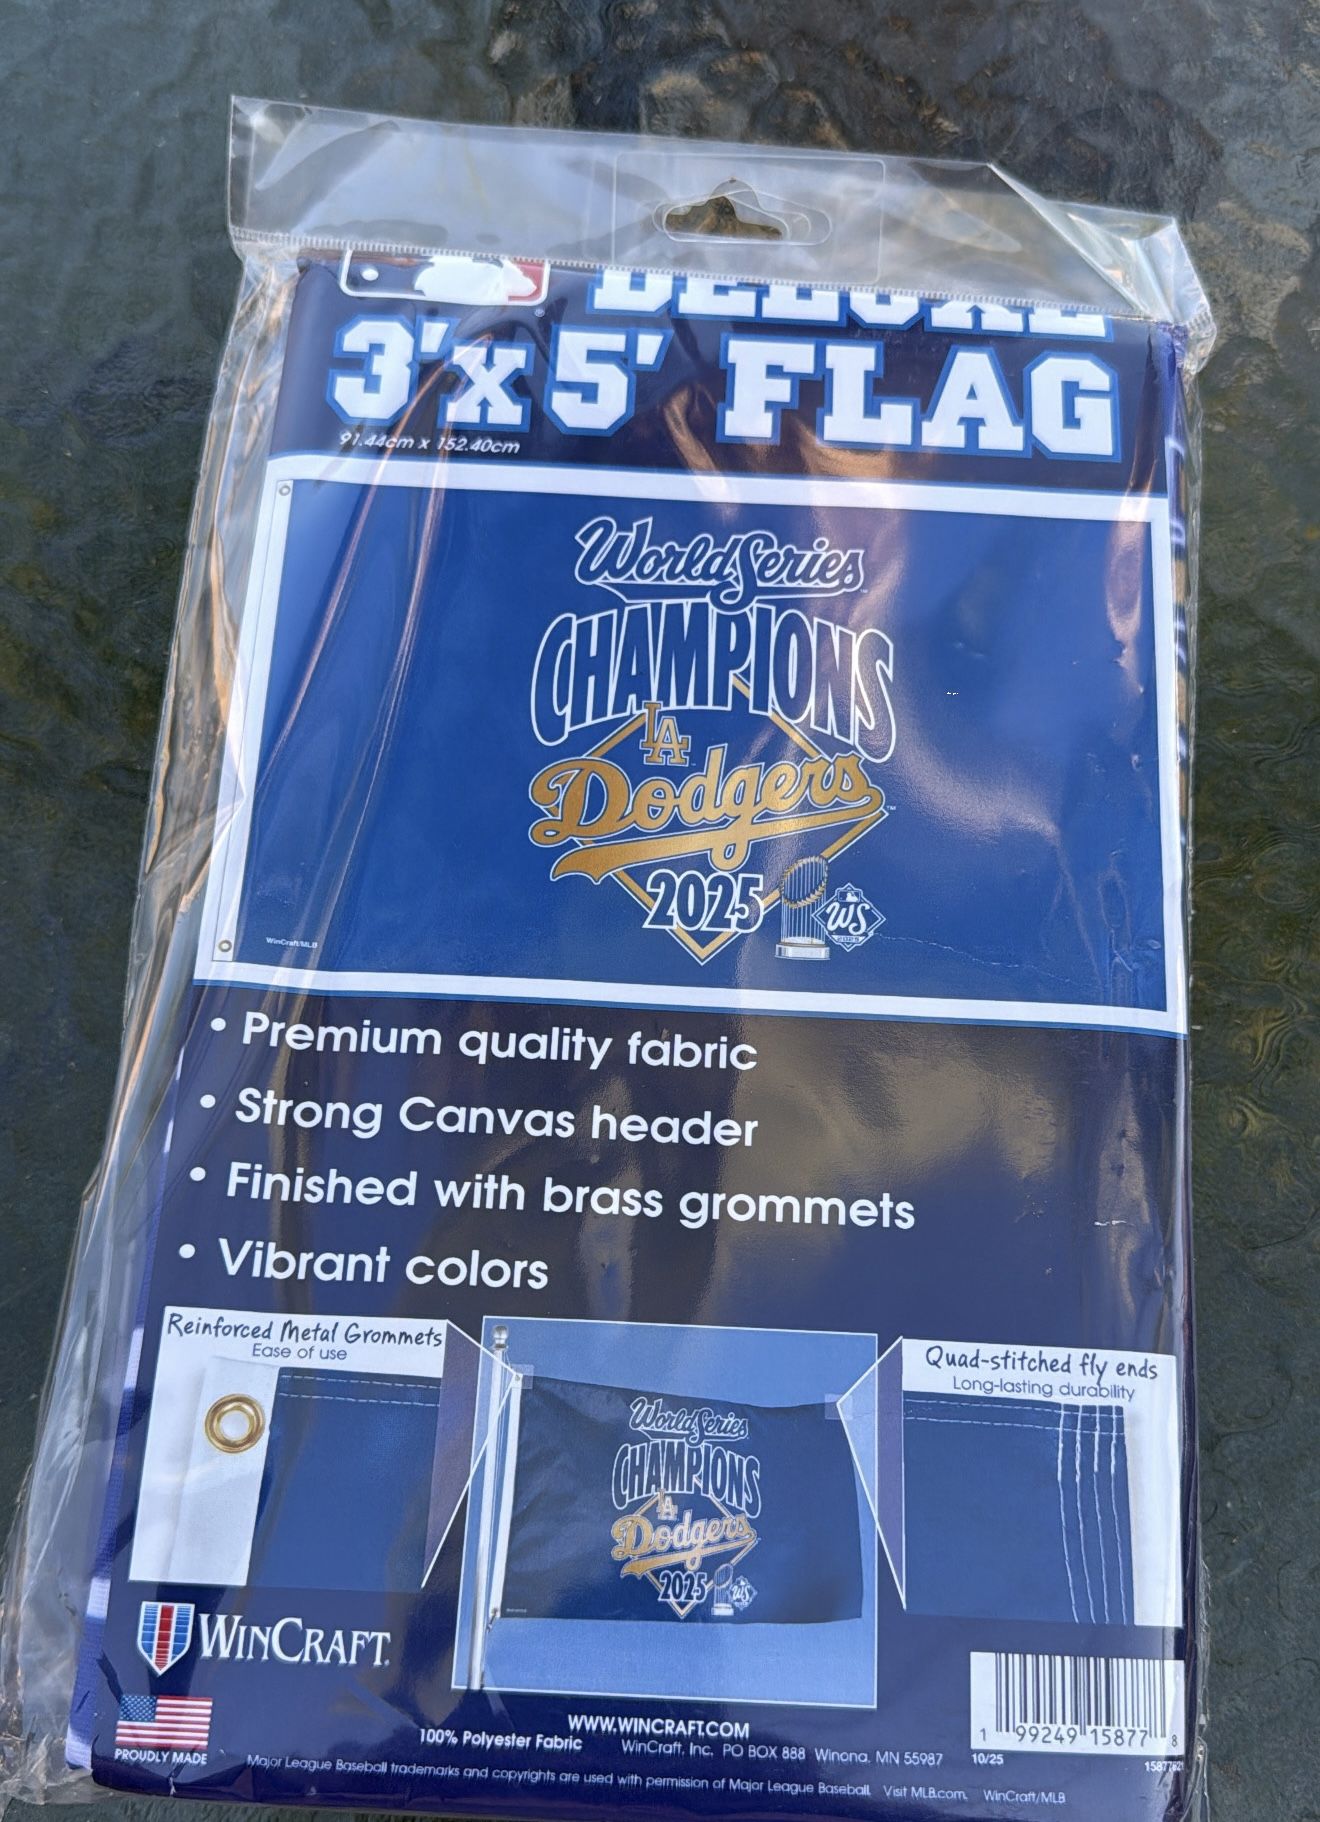 DELUXE
3'x5' FLAG
91.44cm x 152.40cm
World Series
CHAMPIONS
LA
Dodgers
2025
WS
WinCraft/MLB
• Premium quality fabric
• Strong Canvas header
• Finished with brass grommets
• Vibrant colors
Reinforced Metal Grommets
Ease of use
Quad-stitched fly ends
Long-lasting durability
World Series
CHAMPIONS
LA
Dodgers
2025
WS
WINCRAFT
PROUDLY MADE
WWW.WINCRAFT.COM
100% Polyester Fabric WinCraft, Inc. PO BOX 888 Winona, MN 55987
1 99249 15877 8
10/25
Major League Baseball trademarks and copyrights are used with permission of Major League Baseball. Visit MLB.com. WinCraft/MLB